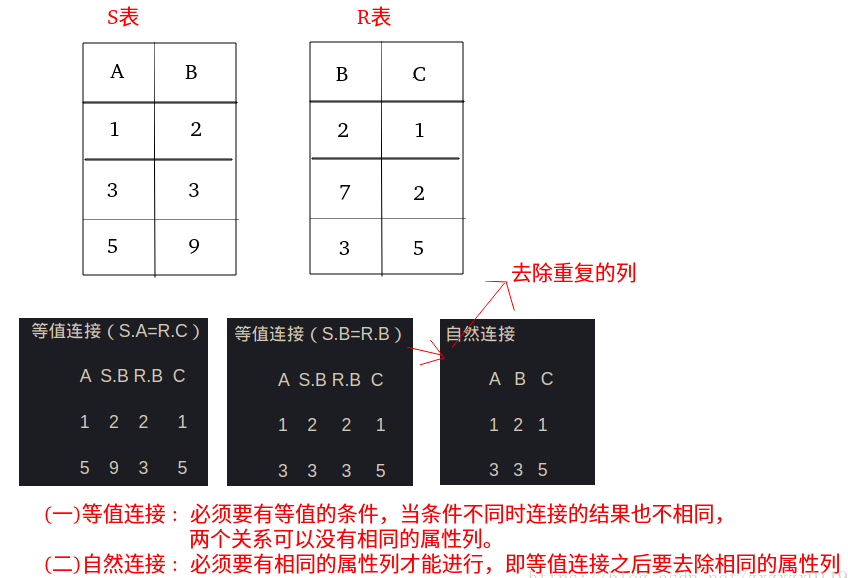 S表 R表
A B B C
1 2 2 1
3 3 7 2
5 9 3 5
去除重复的列
等值连接（S.A=R.C）
A S.B R.B C
1 2 2 1
5 9 3 5
等值连接（S.B=R.B）
A S.B R.B C
1 2 2 1
3 3 3 5
自然连接
A B C
1 2 1
3 3 5
(一)等值连接： 必须要有等值的条件，当条件不同时连接的结果也不相同，
两个关系可以没有相同的属性列。
(二)自然连接： 必须要有相同的属性列才能进行，即等值连接之后要去除相同的属性列